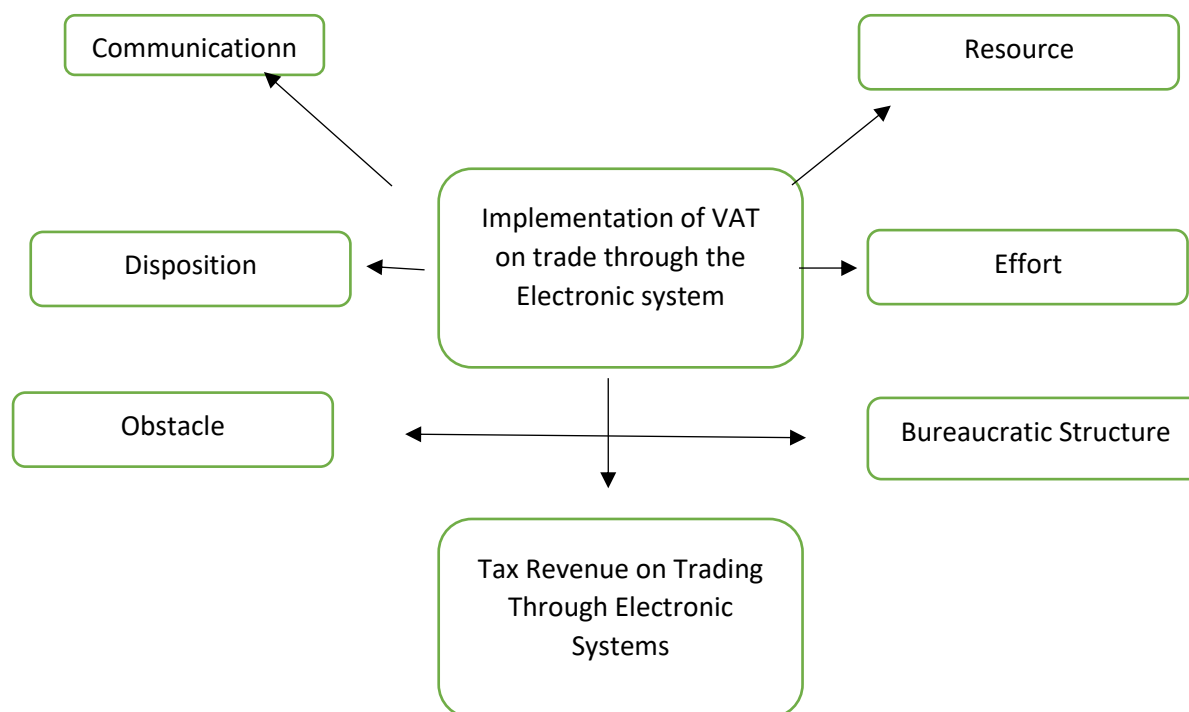 Communicationn
Resource
Implementation of VAT
on trade through the
Electronic system
Disposition
Effort
Obstacle
Bureaucratic Structure
Tax Revenue on Trading
Through Electronic
Systems